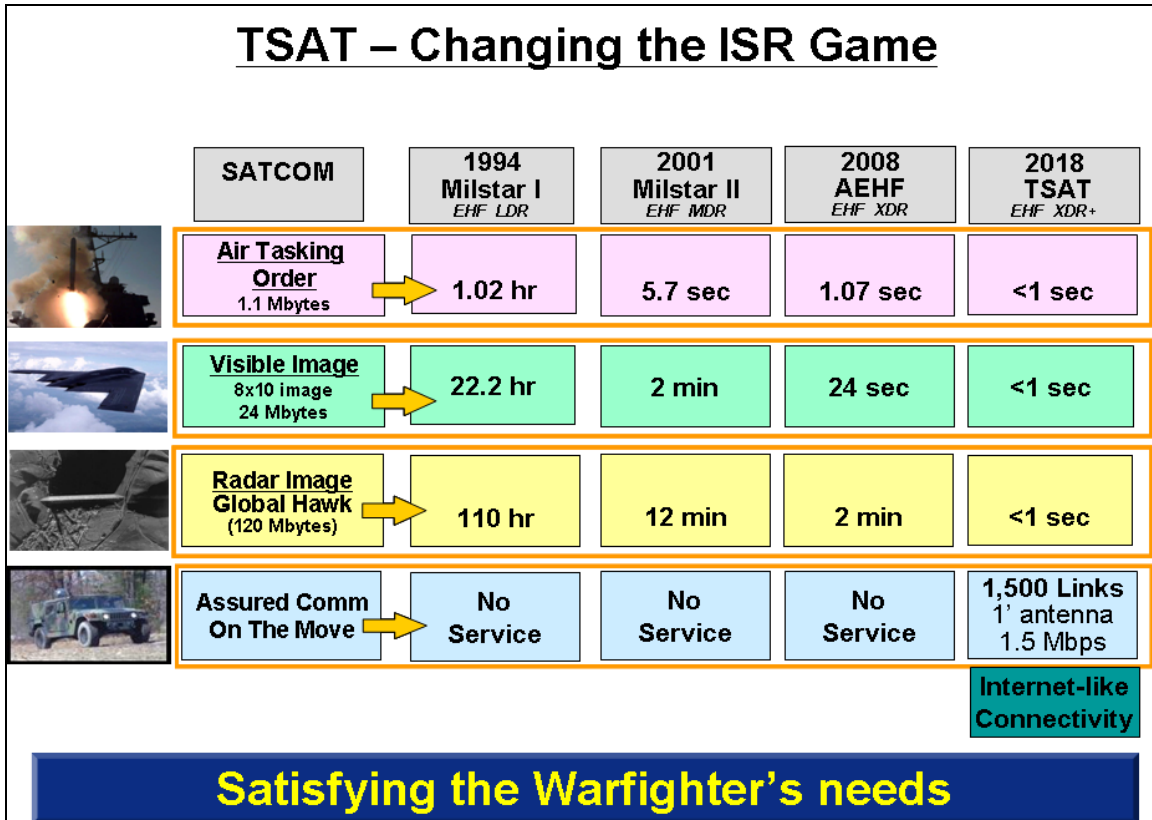 TSAT – Changing the ISR Game
SATCOM
1994
Milstar I
EHF LDR
2001
Milstar II
EHF MDR
2008
AEHF
EHF XDR
2018
TSAT
EHF XDR+
Air Tasking
Order
1.1 Mbytes
1.02 hr
5.7 sec
1.07 sec
<1 sec
Visible Image
8x10 image
24 Mbytes
22.2 hr
2 min
24 sec
<1 sec
Radar Image
Global Hawk
(120 Mbytes)
110 hr
12 min
2 min
<1 sec
Assured Comm
On The Move
No
Service
No
Service
No
Service
1,500 Links
1’ antenna
1.5 Mbps
Internet-like
Connectivity
Satisfying the Warfighter’s needs